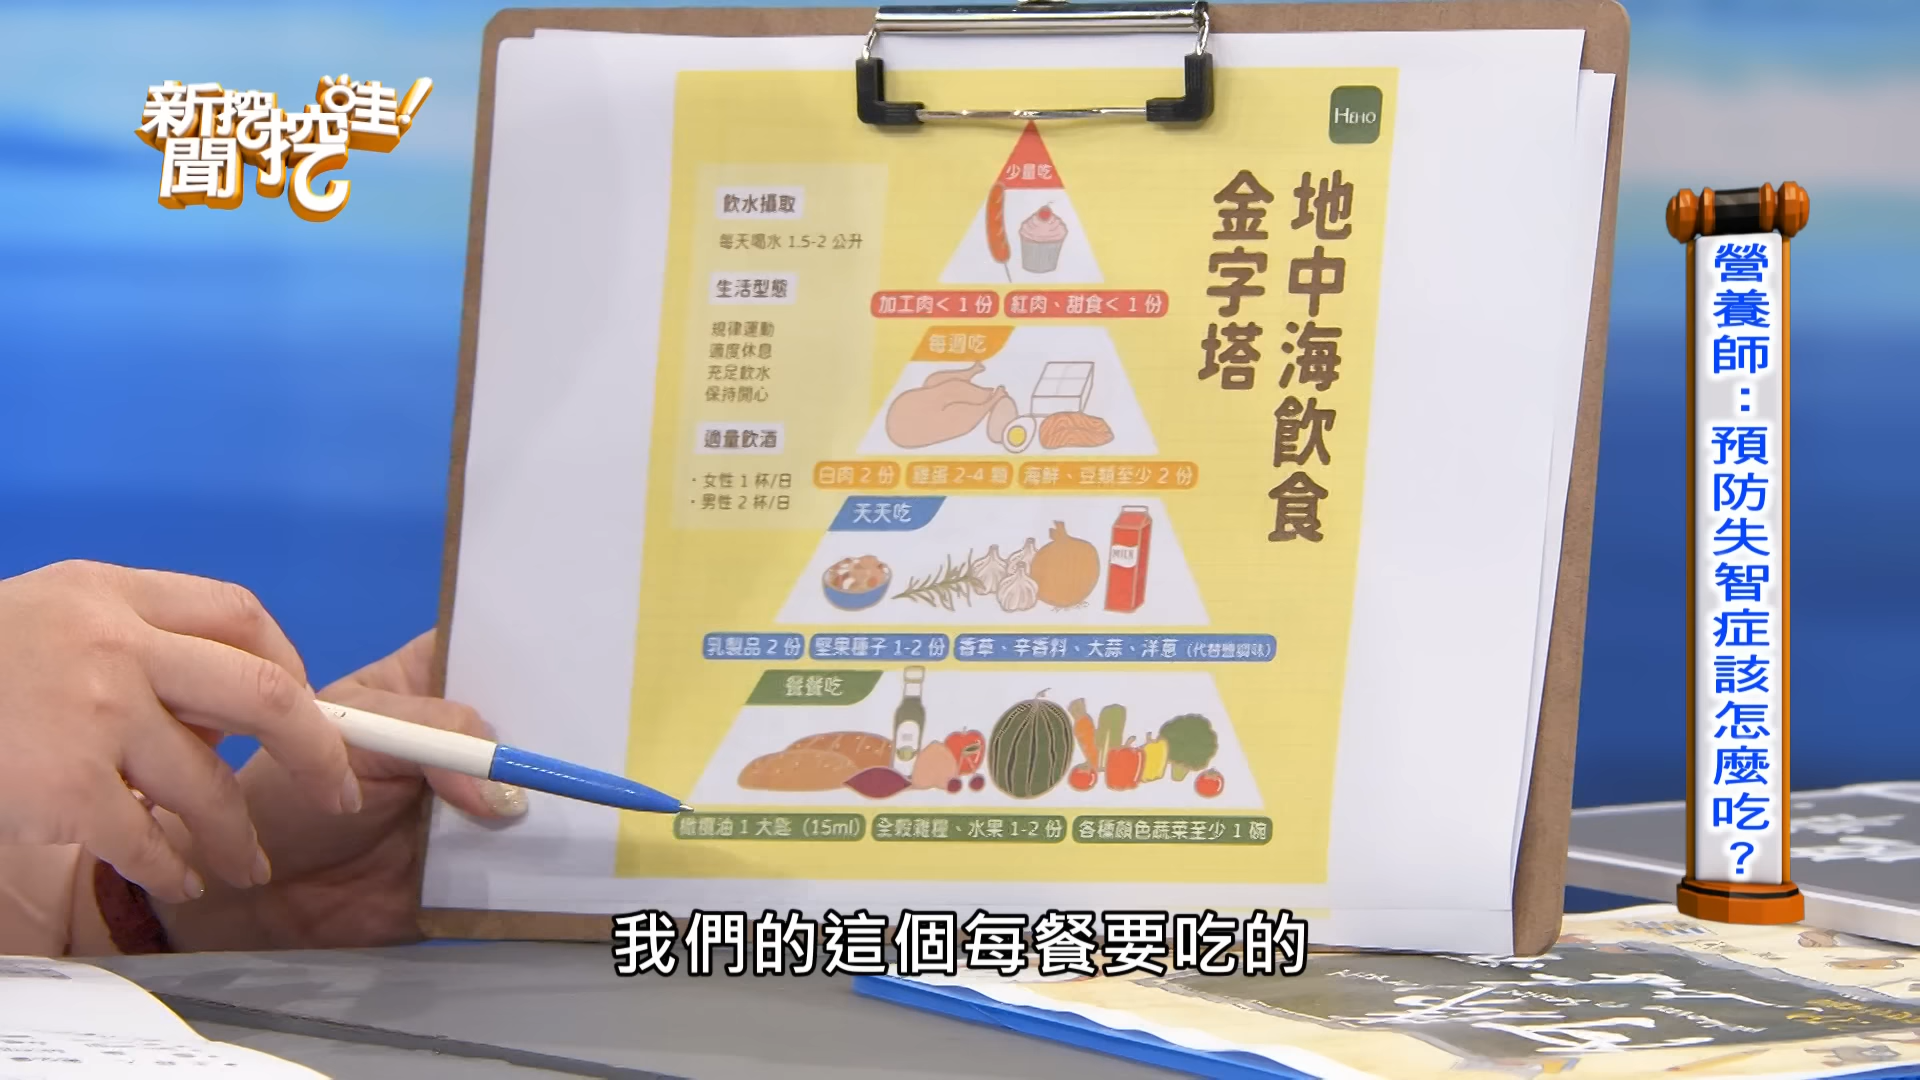 新聞挖挖哇!
HEHO
地中海飲食
金字塔
飲水攝取
每天喝水 1.5-2 公升
生活型態
規律運動
適度休息
充足飲水
保持開心
適量飲酒
・女性 1 杯/日
・男性 2 杯/日
少量吃
加工肉< 1 份
紅肉、甜食< 1 份
每週吃
白肉 2 份
雞蛋 2-4 顆
海鮮、豆類至少 2 份
天天吃
MILK
乳製品 2 份
堅果種子 1-2 份
香草、辛香料、大蒜、洋蔥（代替鹽調味）
餐餐吃
橄欖油 1 大匙（15ml）
全穀雜糧、水果 1-2 份
各種顏色蔬菜至少 1 碗
營養師：預防失智症該怎麼吃？
我們的這個每餐要吃的